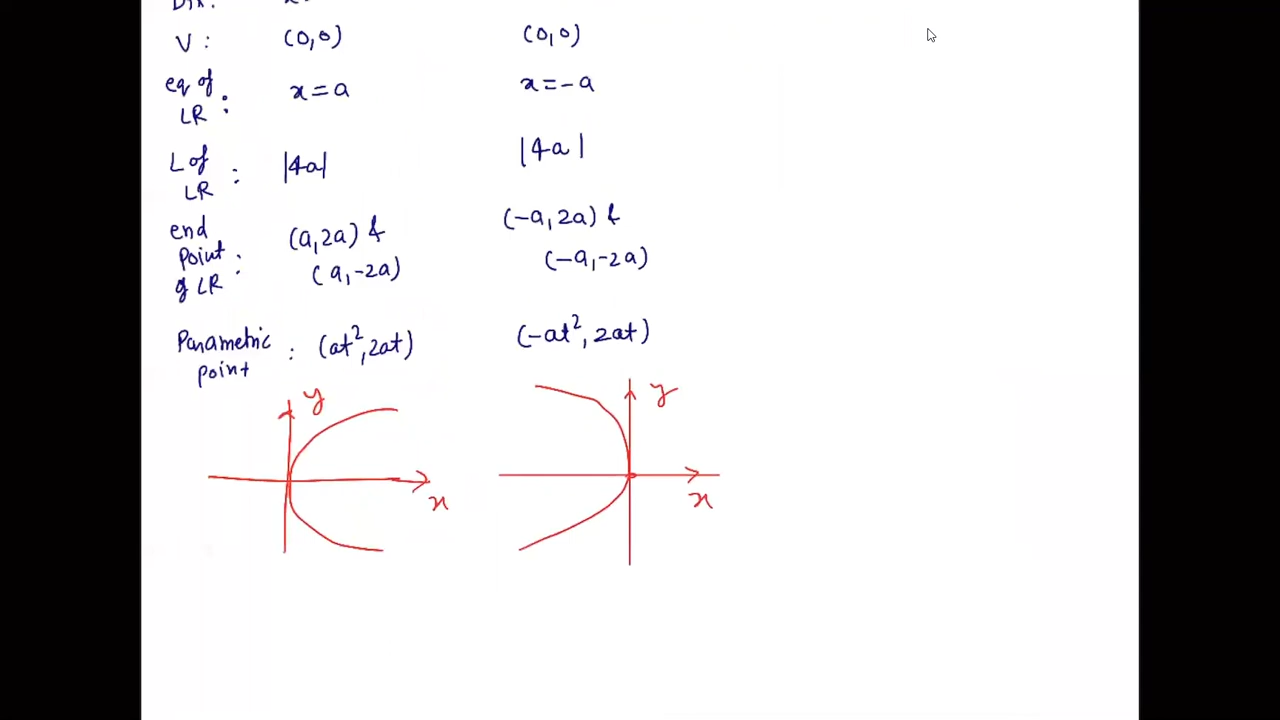 V : (0,0) (0,0)
eq of LR : x=a x=-a
L of LR : |4a| |4a|
end point of LR : (a,2a) & (a,-2a) (-a,2a) & (-a,-2a)
Parametric point : (at²,2at) (-at²,2at)
y y
x x